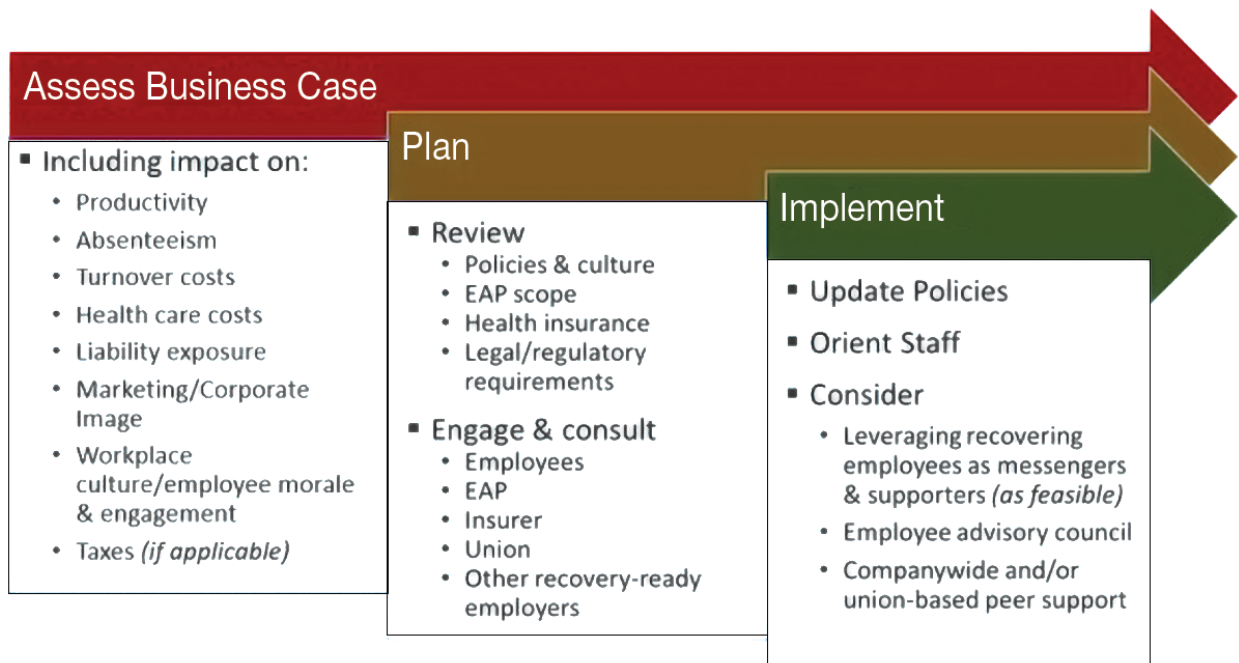 Assess Business Case
▪ Including impact on:
• Productivity
• Absenteeism
• Turnover costs
• Health care costs
• Liability exposure
• Marketing/Corporate
Image
• Workplace
culture/employee morale
& engagement
• Taxes (if applicable)
Plan
▪ Review
• Policies & culture
• EAP scope
• Health insurance
• Legal/regulatory
requirements
▪ Engage & consult
• Employees
• EAP
• Insurer
• Union
• Other recovery-ready
employers
Implement
▪ Update Policies
▪ Orient Staff
▪ Consider
• Leveraging recovering
employees as messengers
& supporters (as feasible)
• Employee advisory council
• Companywide and/or
union-based peer support